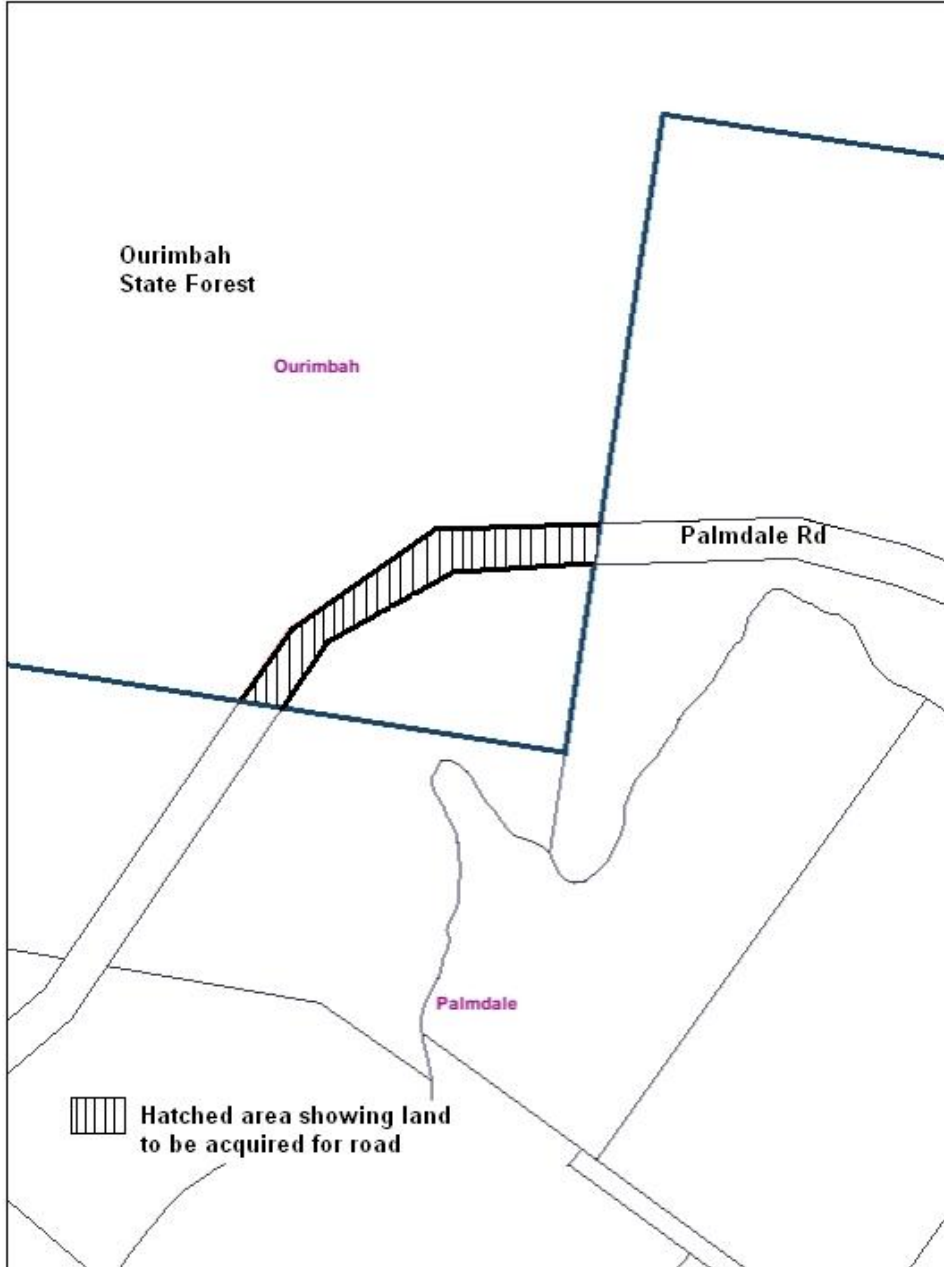 Ourimbah
State Forest
Ourimbah
Palmdale Rd
Palmdale
Hatched area showing land
to be acquired for road